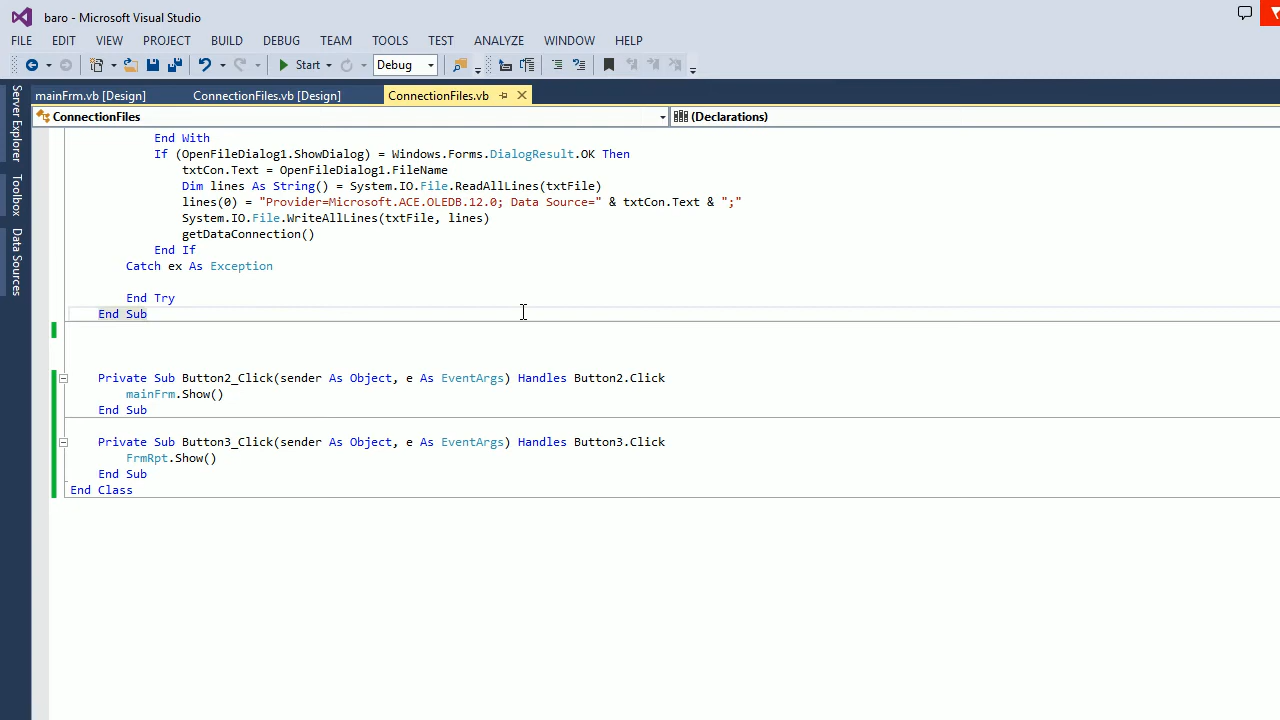 baro - Microsoft Visual Studio
FILE EDIT VIEW PROJECT BUILD DEBUG TEAM TOOLS TEST ANALYZE WINDOW HELP
Start Debug
mainFrm.vb [Design] ConnectionFiles.vb [Design] ConnectionFiles.vb
ConnectionFiles (Declarations)
Server Explorer
Toolbox
Data Sources
End With
If (OpenFileDialog1.ShowDialog) = Windows.Forms.DialogResult.OK Then
txtCon.Text = OpenFileDialog1.FileName
Dim lines As String() = System.IO.File.ReadAllLines(txtFile)
lines(0) = "Provider=Microsoft.ACE.OLEDB.12.0; Data Source=" & txtCon.Text & ";"
System.IO.File.WriteAllLines(txtFile, lines)
getDataConnection()
End If
Catch ex As Exception
End Try
End Sub
Private Sub Button2_Click(sender As Object, e As EventArgs) Handles Button2.Click
mainFrm.Show()
End Sub
Private Sub Button3_Click(sender As Object, e As EventArgs) Handles Button3.Click
FrmRpt.Show()
End Sub
End Class